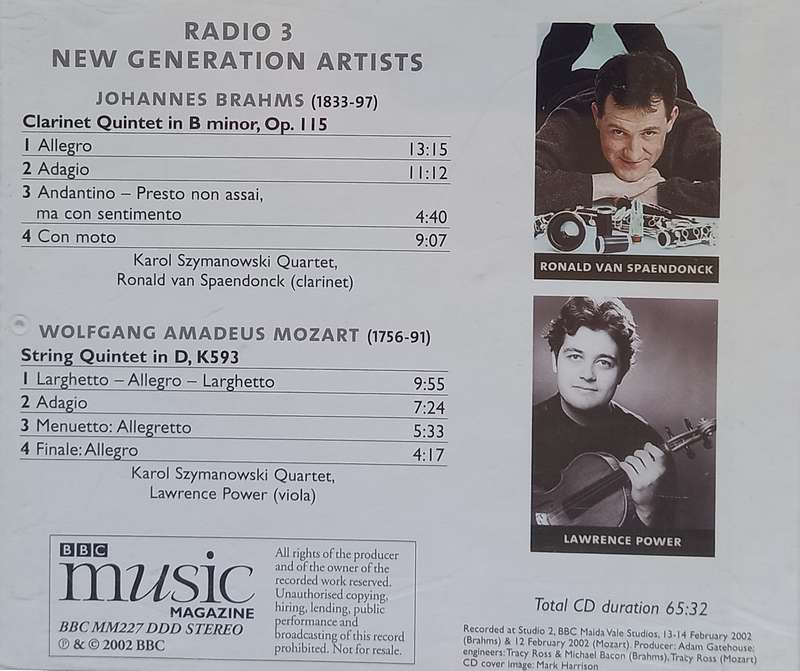 RADIO 3
NEW GENERATION ARTISTS
JOHANNES BRAHMS (1833-97)
Clarinet Quintet in B minor, Op. 115
1 Allegro 13:15
2 Adagio 11:12
3 Andantino – Presto non assai,
ma con sentimento 4:40
4 Con moto 9:07
Karol Szymanowski Quartet,
Ronald van Spaendonck (clarinet)
WOLFGANG AMADEUS MOZART (1756-91)
String Quintet in D, K593
1 Larghetto – Allegro – Larghetto 9:55
2 Adagio 7:24
3 Menuetto: Allegretto 5:33
4 Finale: Allegro 4:17
Karol Szymanowski Quartet,
Lawrence Power (viola)
RONALD VAN SPAENDONCK
LAWRENCE POWER
BBC
music
MAGAZINE
BBC MM227 DDD STEREO
℗ & © 2002 BBC
All rights of the producer
and of the owner of the
recorded work reserved.
Unauthorised copying,
hiring, lending, public
performance and
broadcasting of this record
prohibited. Not for resale.
Total CD duration 65:32
Recorded at Studio 2, BBC Maida Vale Studios, 13-14 February 2002
(Brahms) & 12 February 2002 (Mozart). Producer: Adam Gatehouse;
engineers: Tracy Ross & Michael Bacon (Brahms), Tracy Ross (Mozart)
CD cover image: Mark Harrison